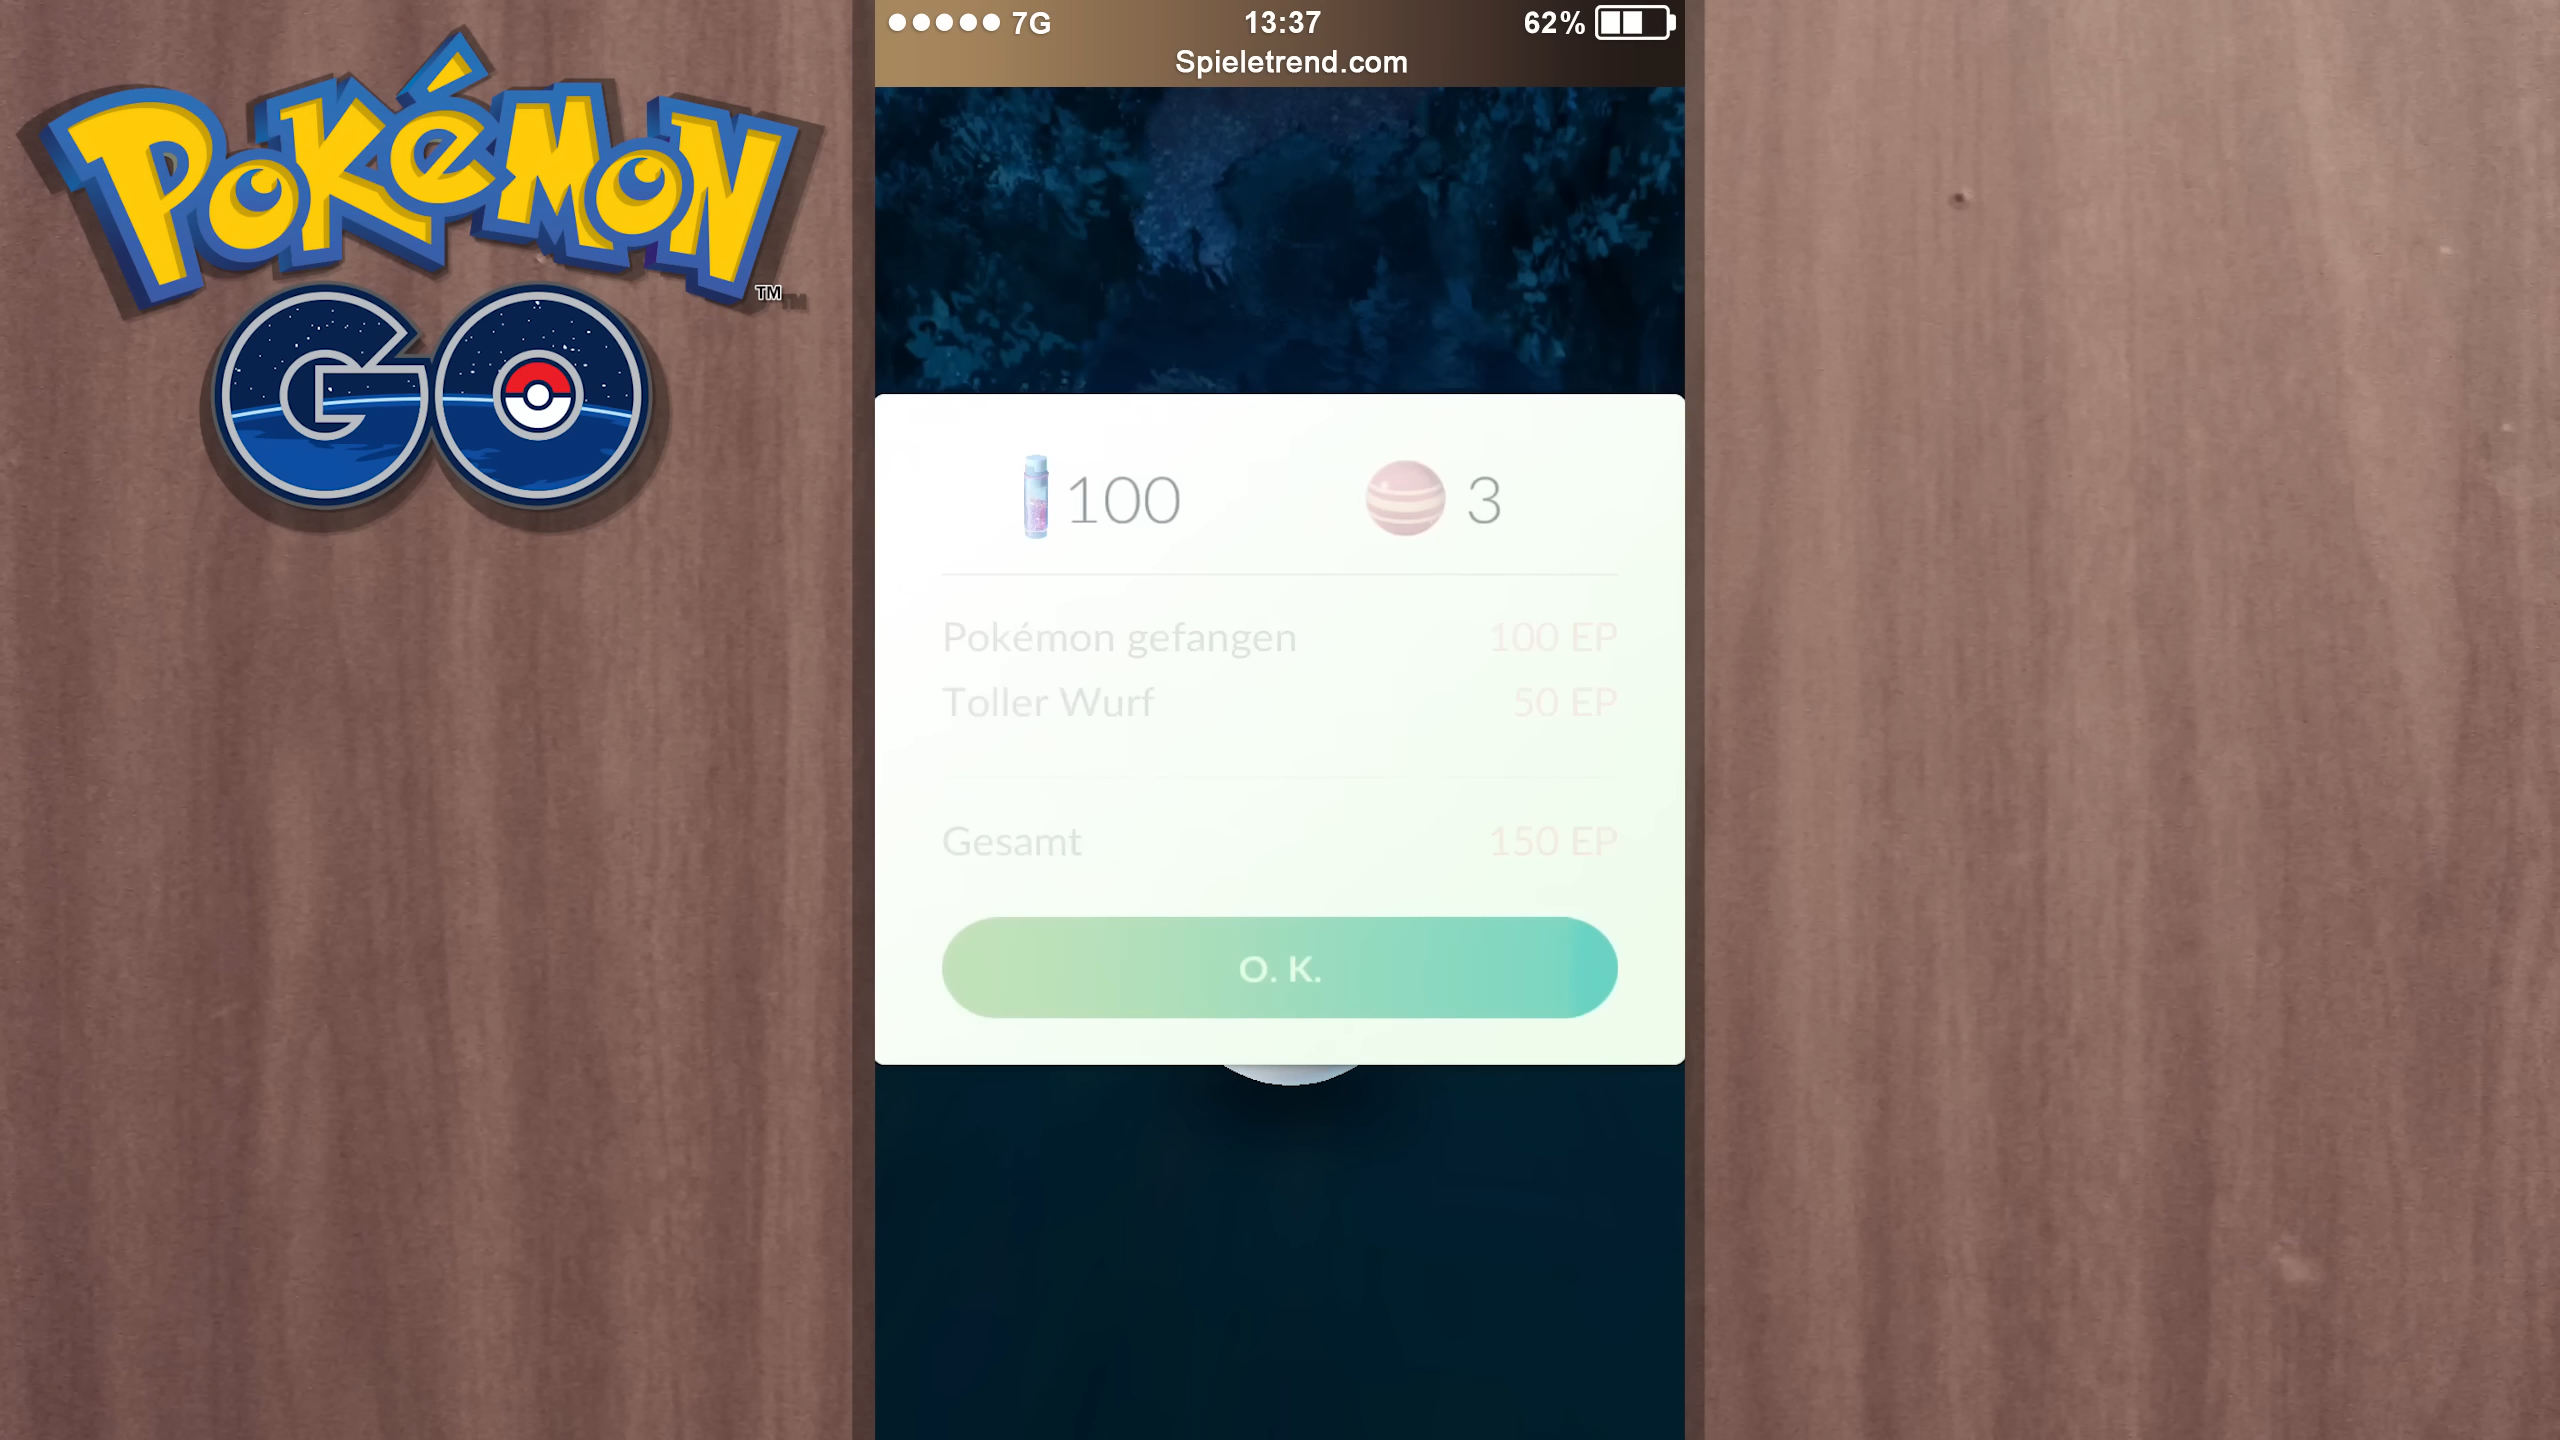 POKéMON
TM
GO
7G 13:37 62%
Spieletrend.com
100 3
Pokémon gefangen 100 EP
Toller Wurf 50 EP
Gesamt 150 EP
O. K.